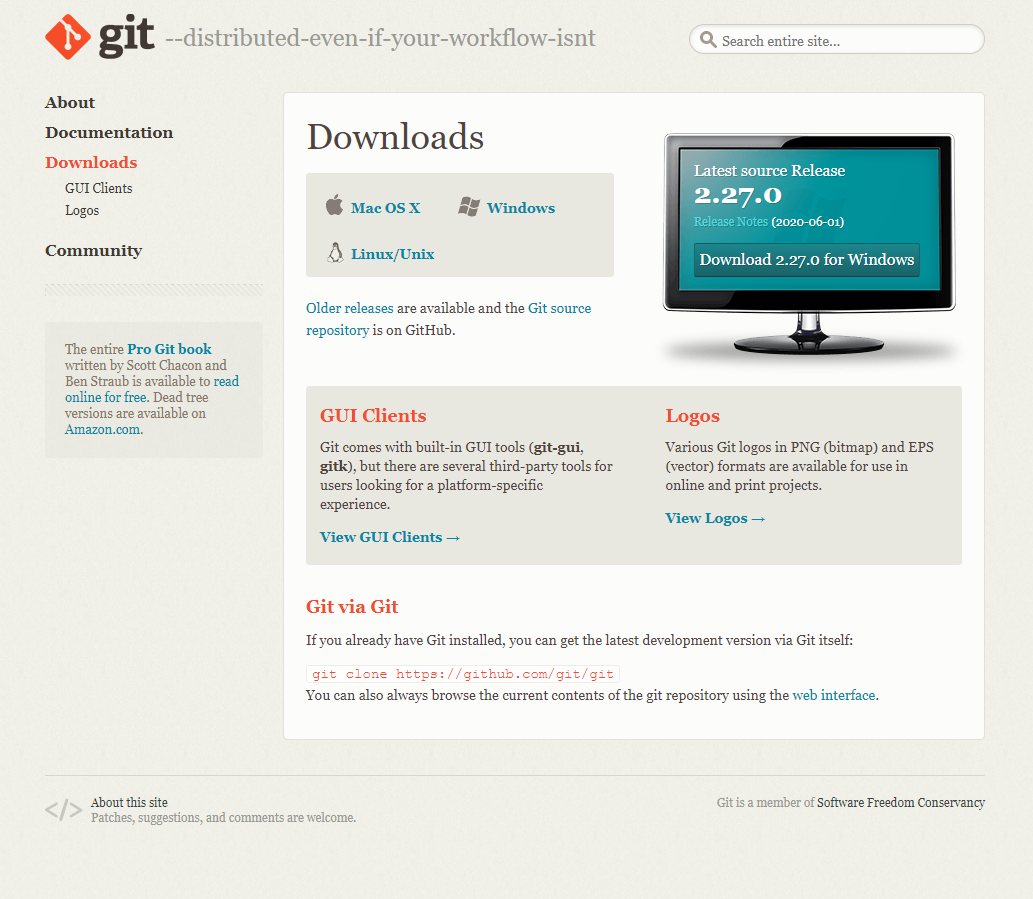 git --distributed-even-if-your-workflow-isnt
Search entire site...
About
Documentation
Downloads
GUI Clients
Logos
Community
The entire Pro Git book
written by Scott Chacon and
Ben Straub is available to read
online for free. Dead tree
versions are available on
Amazon.com.
Downloads
Mac OS X
Windows
Linux/Unix
Older releases are available and the Git source
repository is on GitHub.
Latest source Release
2.27.0
Release Notes (2020-06-01)
Download 2.27.0 for Windows
GUI Clients
Git comes with built-in GUI tools (git-gui,
gitk), but there are several third-party tools for
users looking for a platform-specific
experience.
View GUI Clients →
Logos
Various Git logos in PNG (bitmap) and EPS
(vector) formats are available for use in
online and print projects.
View Logos →
Git via Git
If you already have Git installed, you can get the latest development version via Git itself:
git clone https://github.com/git/git
You can also always browse the current contents of the git repository using the web interface.
</> About this site
Patches, suggestions, and comments are welcome.
Git is a member of Software Freedom Conservancy